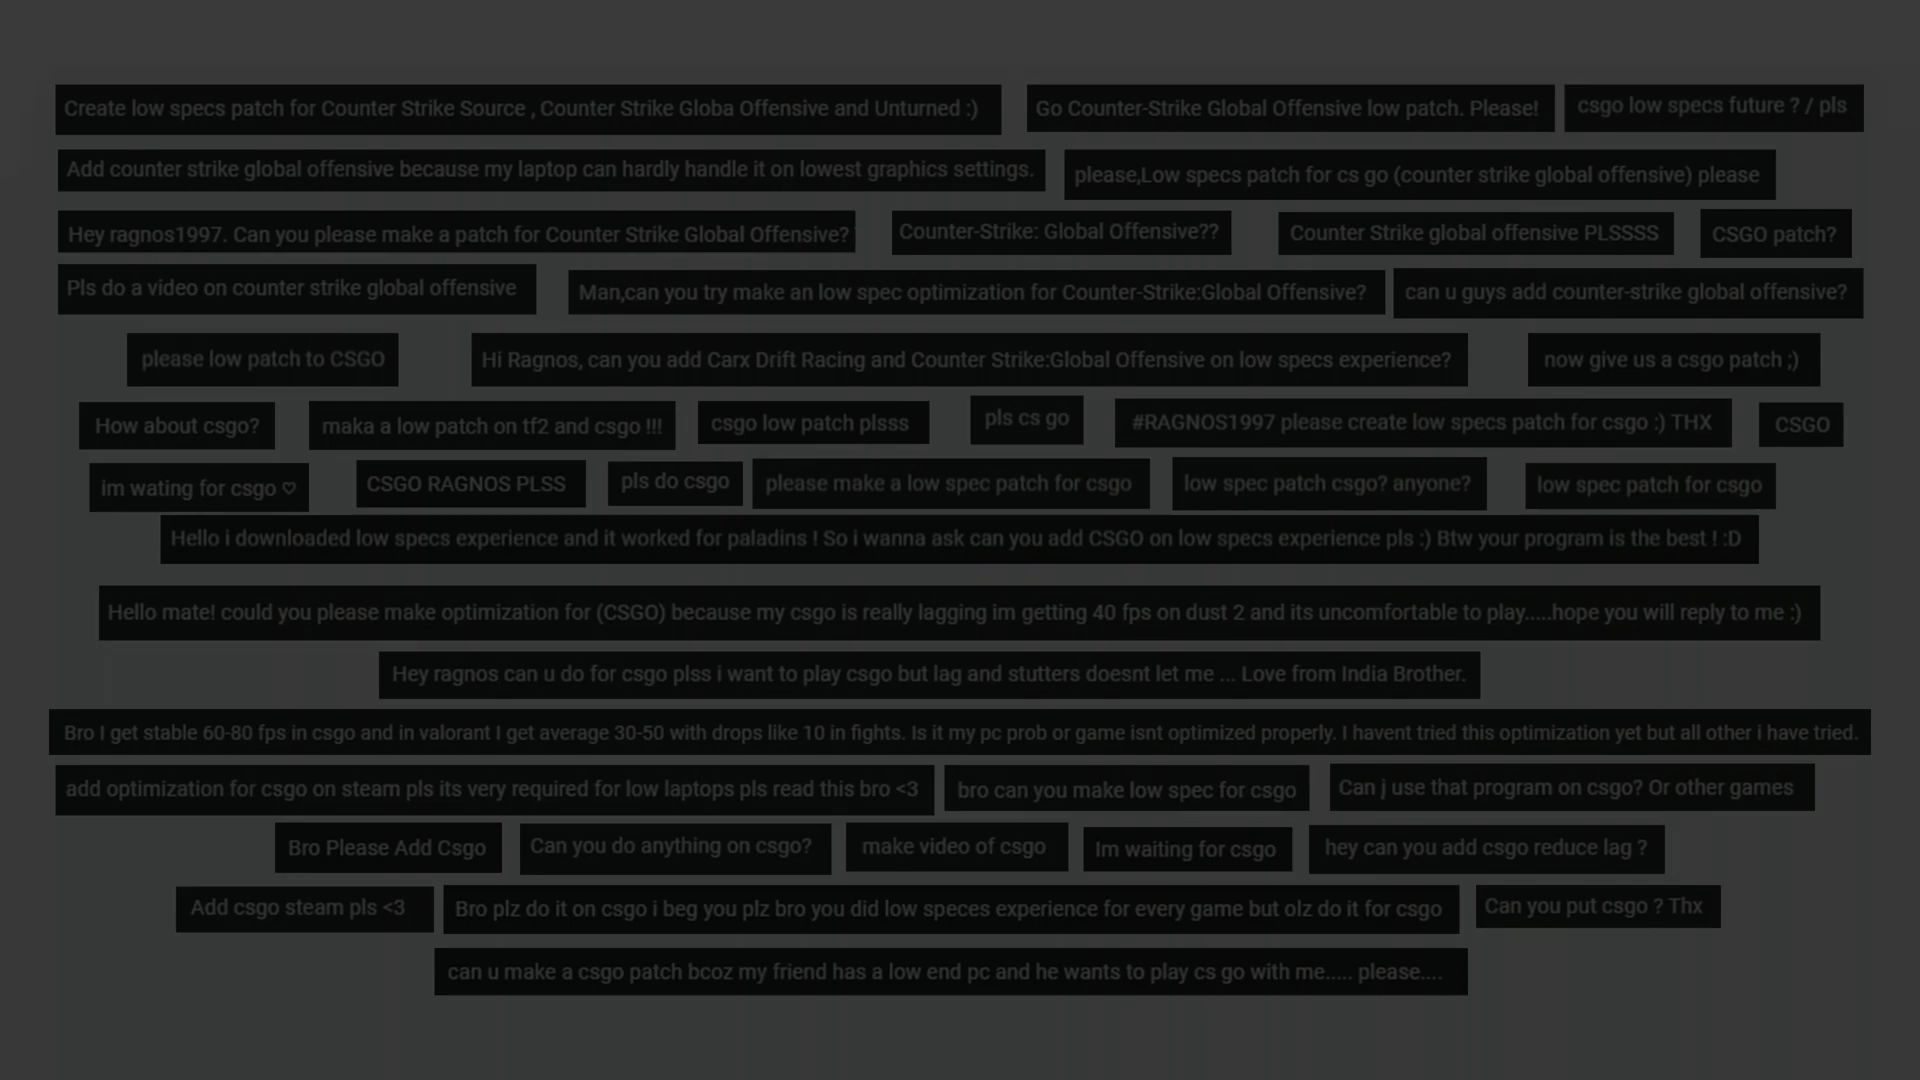 Create low specs patch for Counter Strike Source , Counter Strike Globa Offensive and Unturned :)
Go Counter-Strike Global Offensive low patch. Please!
csgo low specs future ? / pls
Add counter strike global offensive because my laptop can hardly handle it on lowest graphics settings.
please,Low specs patch for cs go (counter strike global offensive) please
Hey ragnos1997. Can you please make a patch for Counter Strike Global Offensive?
Counter-Strike: Global Offensive??
Counter Strike global offensive PLSSSS
CSGO patch?
Pls do a video on counter strike global offensive
Man,can you try make an low spec optimization for Counter-Strike:Global Offensive?
can u guys add counter-strike global offensive?
please low patch to CSGO
Hi Ragnos, can you add Carx Drift Racing and Counter Strike:Global Offensive on low specs experience?
now give us a csgo patch ;)
How about csgo?
maka a low patch on tf2 and csgo !!!
csgo low patch plsss
pls cs go
#RAGNOS1997 please create low specs patch for csgo :) THX
CSGO
im wating for csgo ♡
CSGO RAGNOS PLSS
pls do csgo
please make a low spec patch for csgo
low spec patch csgo? anyone?
low spec patch for csgo
Hello i downloaded low specs experience and it worked for paladins ! So i wanna ask can you add CSGO on low specs experience pls :) Btw your program is the best ! :D
Hello mate! could you please make optimization for (CSGO) because my csgo is really lagging im getting 40 fps on dust 2 and its uncomfortable to play.....hope you will reply to me :)
Hey ragnos can u do for csgo plss i want to play csgo but lag and stutters doesnt let me ... Love from India Brother.
Bro I get stable 60-80 fps in csgo and in valorant I get average 30-50 with drops like 10 in fights. Is it my pc prob or game isnt optimized properly. I havent tried this optimization yet but all other i have tried.
add optimization for csgo on steam pls its very required for low laptops pls read this bro <3
bro can you make low spec for csgo
Can j use that program on csgo? Or other games
Bro Please Add Csgo
Can you do anything on csgo?
make video of csgo
Im waiting for csgo
hey can you add csgo reduce lag ?
Add csgo steam pls <3
Bro plz do it on csgo i beg you plz bro you did low speces experience for every game but olz do it for csgo
Can you put csgo ? Thx
can u make a csgo patch bcoz my friend has a low end pc and he wants to play cs go with me..... please....